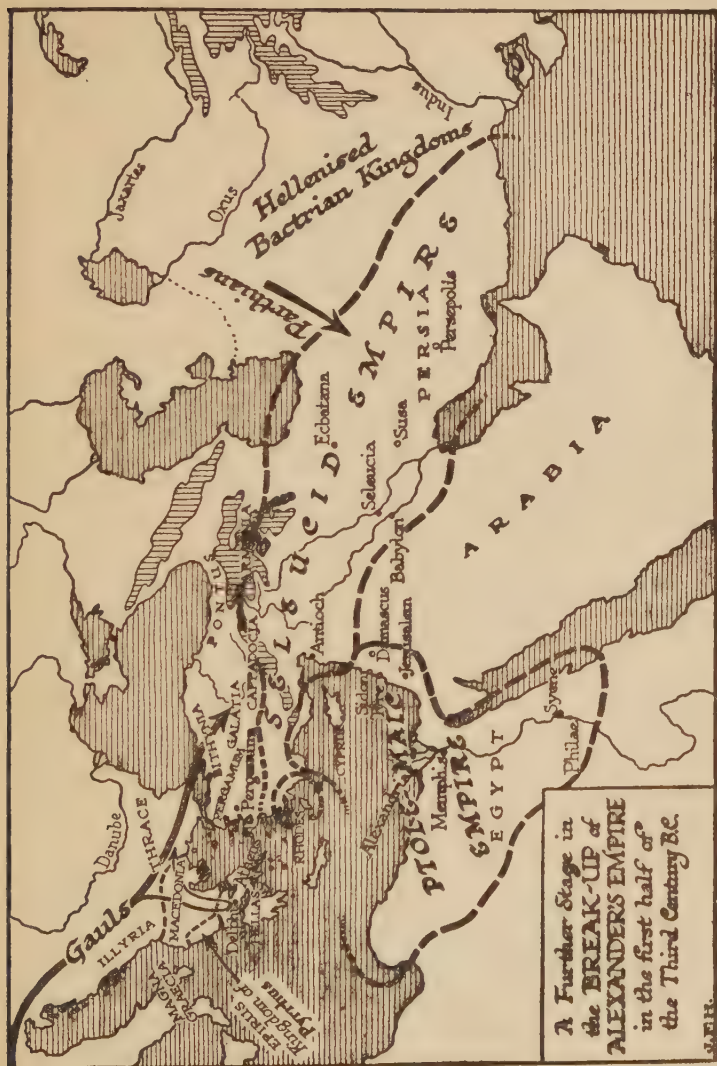 Jaxartes
Oxus
Indus
Hellenised
Bactrian Kingdoms
Parthians
Danube
Gauls
THRACE
ILLYRIA
MACEDONIA
MAGNA
GRAECIA
EPIRUS
Kingdom of
Pyrrhus
Delphi
HELLAS
BITHYNIA
PONTUS
GALATIA
CAPPADOCIA
ARMENIA
Pergamum
RHODES
CYPRUS
SELEUCID EMPIRE
Ecbatana
Antioch
Seleucia
Susa
PERSIA
Persepolis
Damascus
Babylon
Jerusalem
Sidon
Tyre
ARABIA
PTOLEMAIC
EMPIRE
Alexandria
Memphis
EGYPT
Syene
Philae
A Further Stage in
the BREAK-UP of
ALEXANDER'S EMPIRE
in the first half of
the Third Century B.C.
J.F.H.